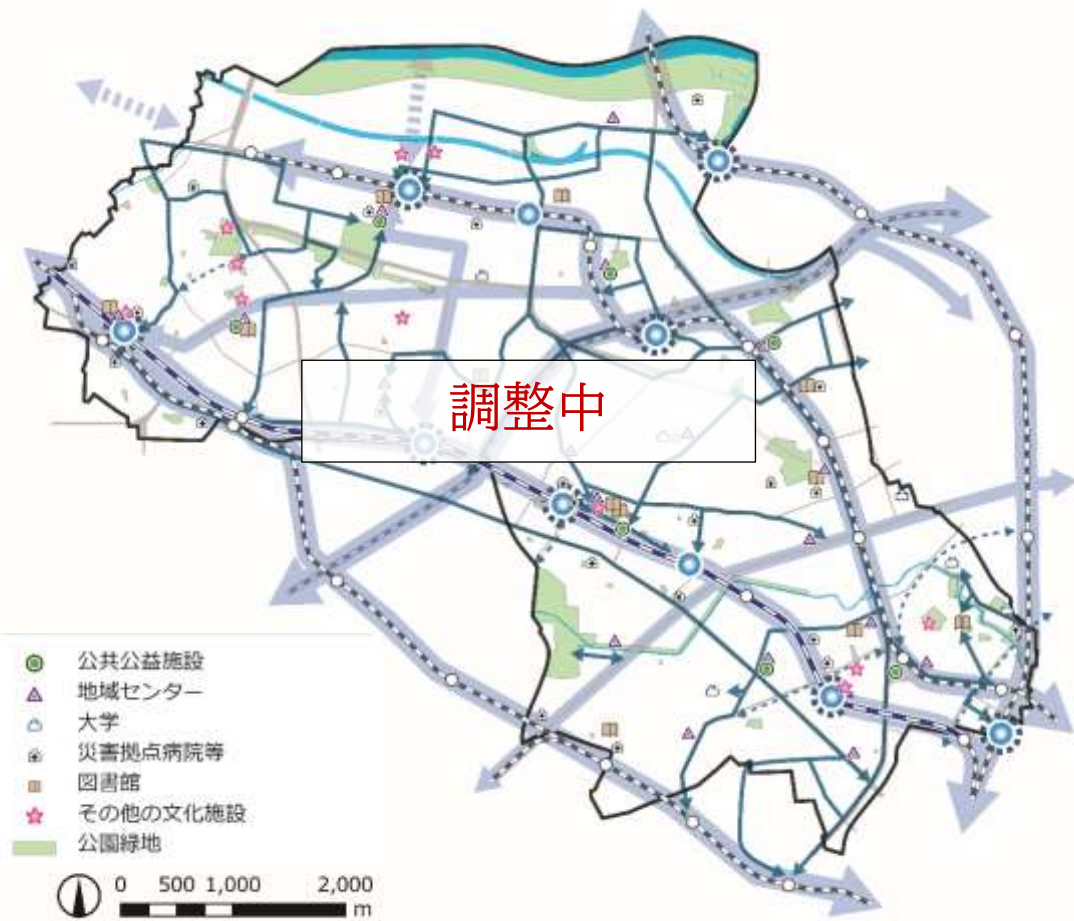 調整中
公共公益施設
地域センター
大学
災害拠点病院等
図書館
その他の文化施設
公園緑地
0 500 1,000 2,000
m